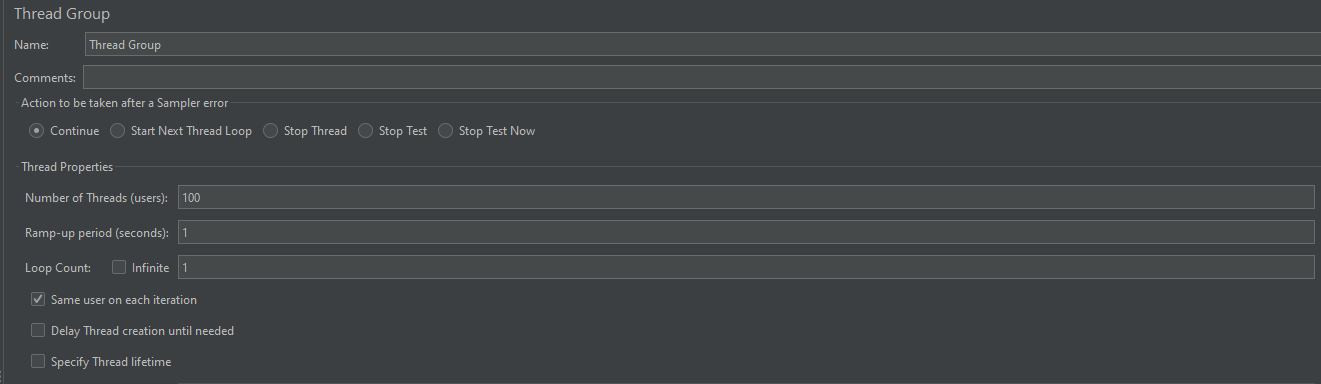 Thread Group
Name: Thread Group
Comments:
Action to be taken after a Sampler error
Continue Start Next Thread Loop Stop Thread Stop Test Stop Test Now
Thread Properties
Number of Threads (users): 100
Ramp-up period (seconds): 1
Loop Count: Infinite 1
Same user on each iteration
Delay Thread creation until needed
Specify Thread lifetime